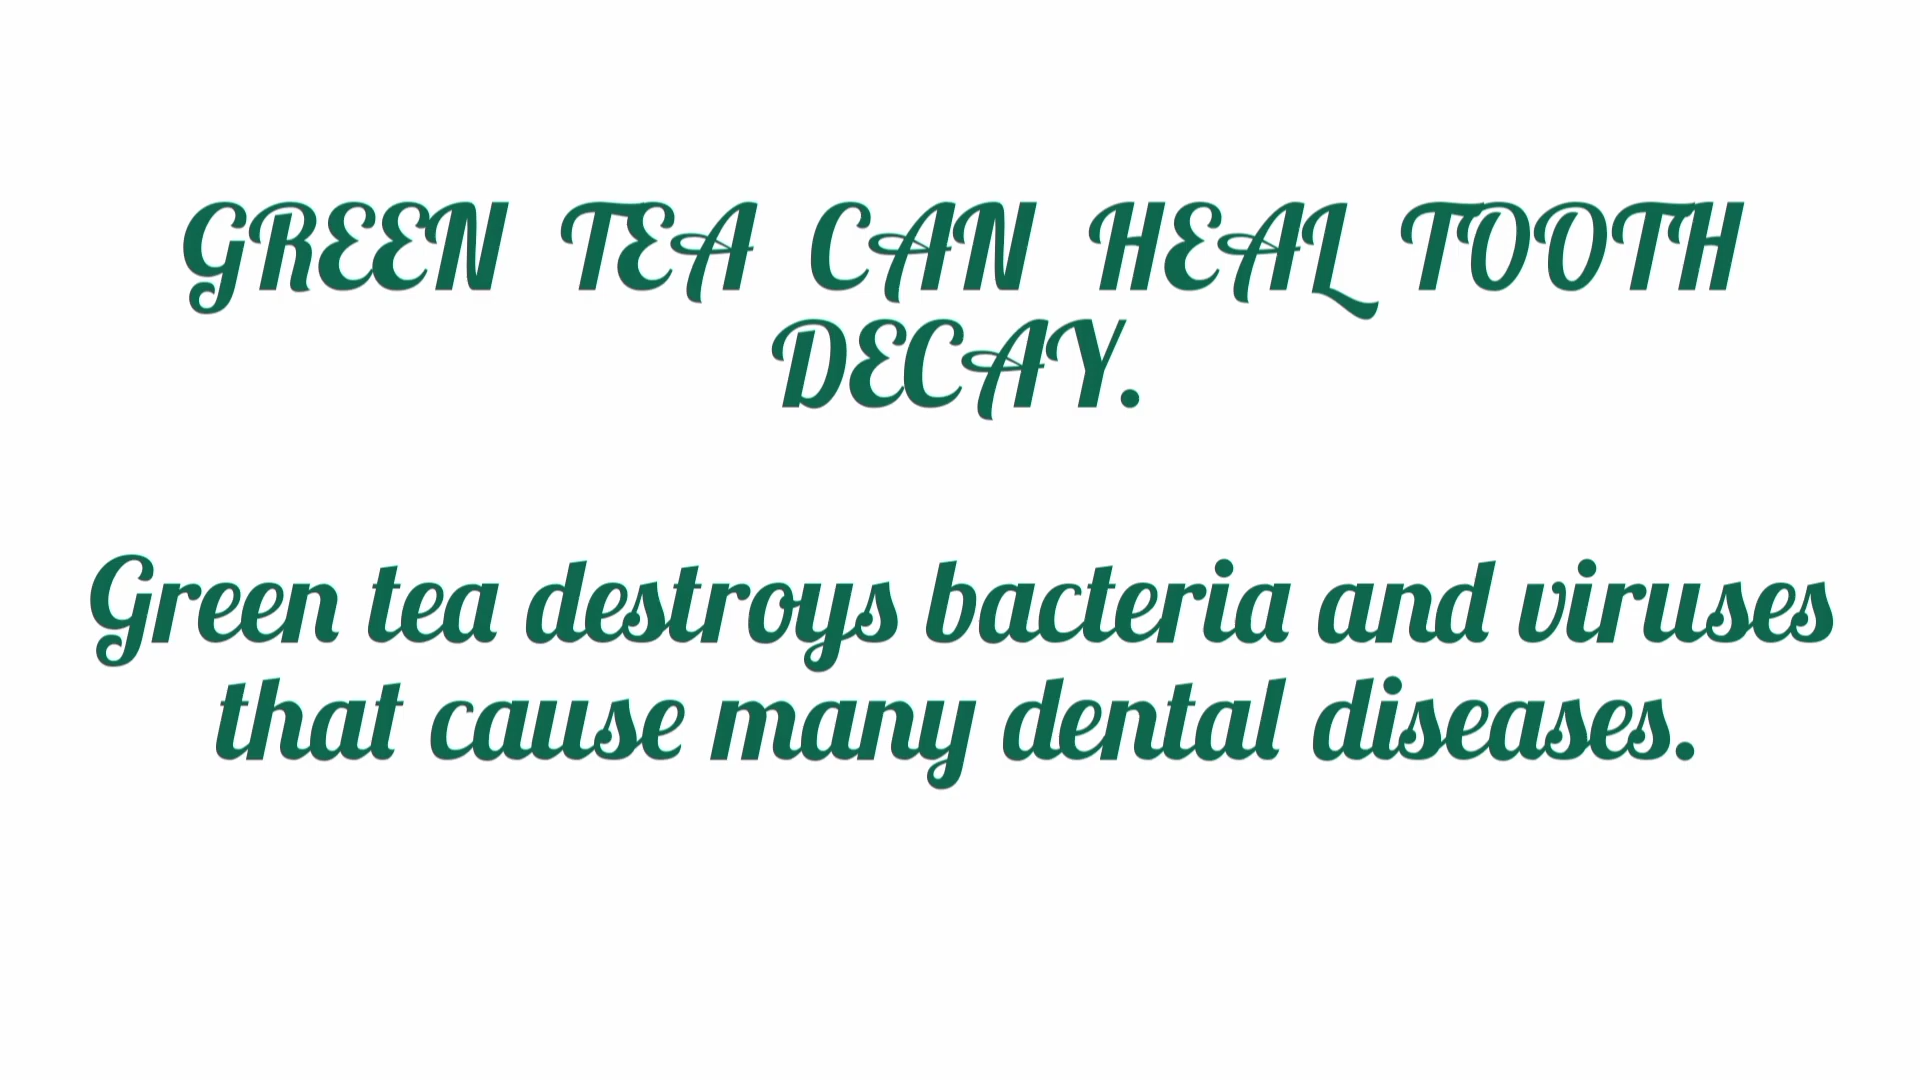 GREEN TEA CAN HEAL TOOTH
DECAY.
Green tea destroys bacteria and viruses
that cause many dental diseases.